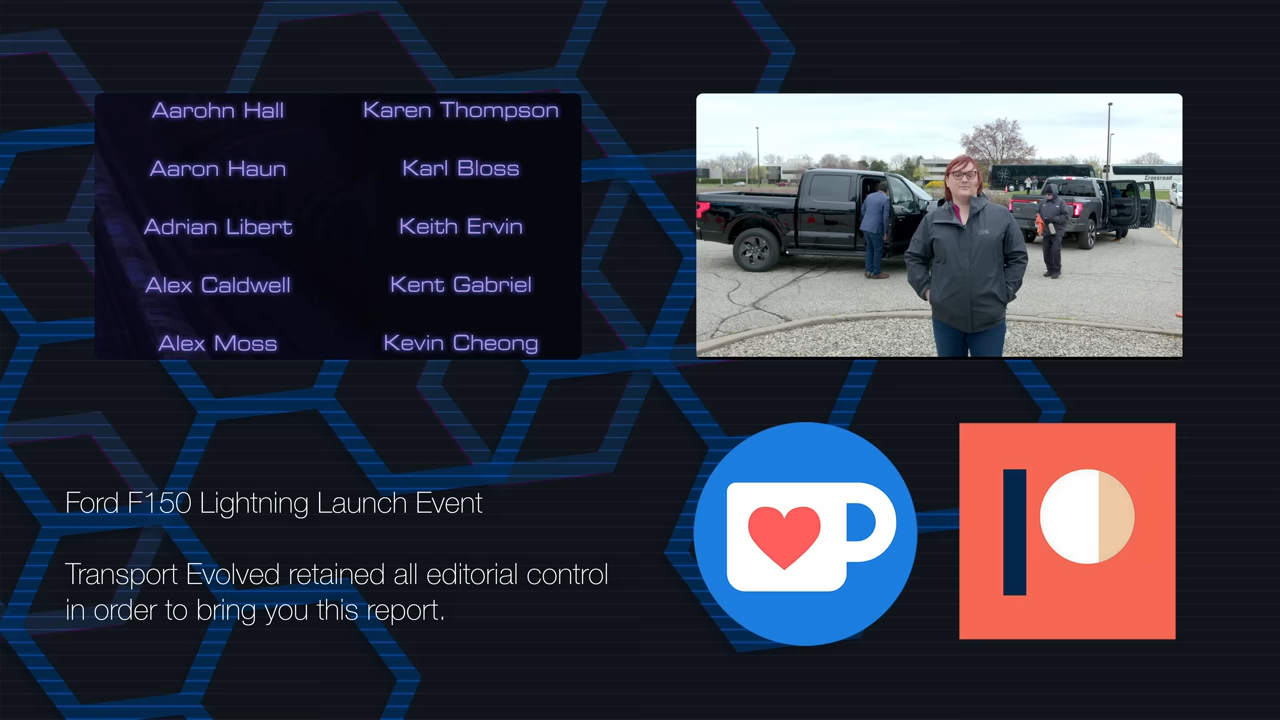 Aarohn Hall Karen Thompson
Aaron Haun Karl Bloss
Adrian Libert Keith Ervin
Alex Caldwell Kent Gabriel
Alex Moss Kevin Cheong
Crossroad
Ford F150 Lightning Launch Event
Transport Evolved retained all editorial control
in order to bring you this report.